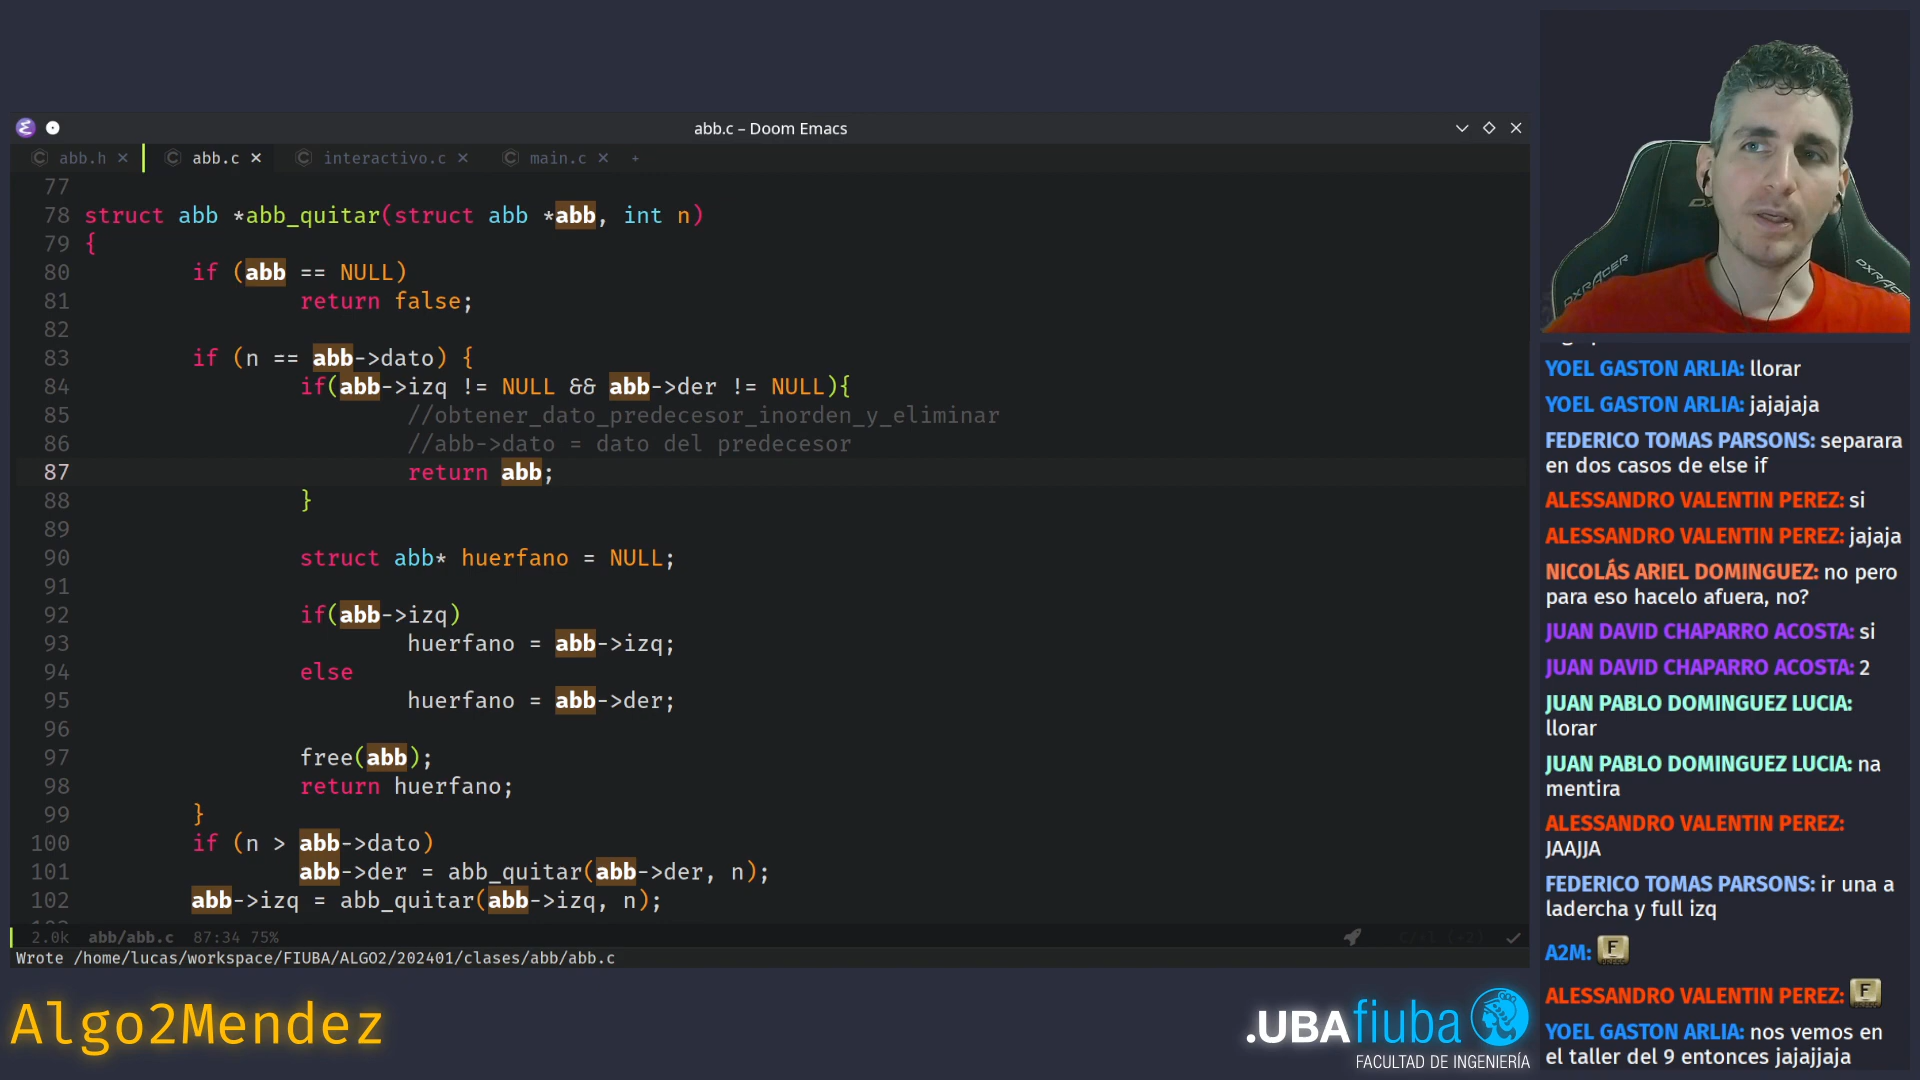 abb.c – Doom Emacs
abb.h
abb.c
interactivo.c
main.c
77
78 struct abb *abb_quitar(struct abb *abb, int n)
79 {
80 if (abb == NULL)
81 return false;
82
83 if (n == abb->dato) {
84 if(abb->izq != NULL && abb->der != NULL){
85 //obtener_dato_predecesor_inorden_y_eliminar
86 //abb->dato = dato del predecesor
87 return abb;
88 }
89
90 struct abb* huerfano = NULL;
91
92 if(abb->izq)
93 huerfano = abb->izq;
94 else
95 huerfano = abb->der;
96
97 free(abb);
98 return huerfano;
99 }
100 if (n > abb->dato)
101 abb->der = abb_quitar(abb->der, n);
102 abb->izq = abb_quitar(abb->izq, n);
2.0k abb/abb.c 87:34 75%
Wrote /home/lucas/workspace/FIUBA/ALGO2/202401/clases/abb/abb.c
Algo2Mendez
.UBAfiuba
FACULTAD DE INGENIERÍA
DXRACER
YOEL GASTON ARLIA: llorar
YOEL GASTON ARLIA: jajajaja
FEDERICO TOMAS PARSONS: separara
en dos casos de else if
ALESSANDRO VALENTIN PEREZ: si
ALESSANDRO VALENTIN PEREZ: jajaja
NICOLÁS ARIEL DOMINGUEZ: no pero
para eso hacelo afuera, no?
JUAN DAVID CHAPARRO ACOSTA: si
JUAN DAVID CHAPARRO ACOSTA: 2
JUAN PABLO DOMINGUEZ LUCIA:
llorar
JUAN PABLO DOMINGUEZ LUCIA: na
mentira
ALESSANDRO VALENTIN PEREZ:
JAAJJA
FEDERICO TOMAS PARSONS: ir una a
ladercha y full izq
A2M: F
ALESSANDRO VALENTIN PEREZ: F
YOEL GASTON ARLIA: nos vemos en
el taller del 9 entonces jajajjaja